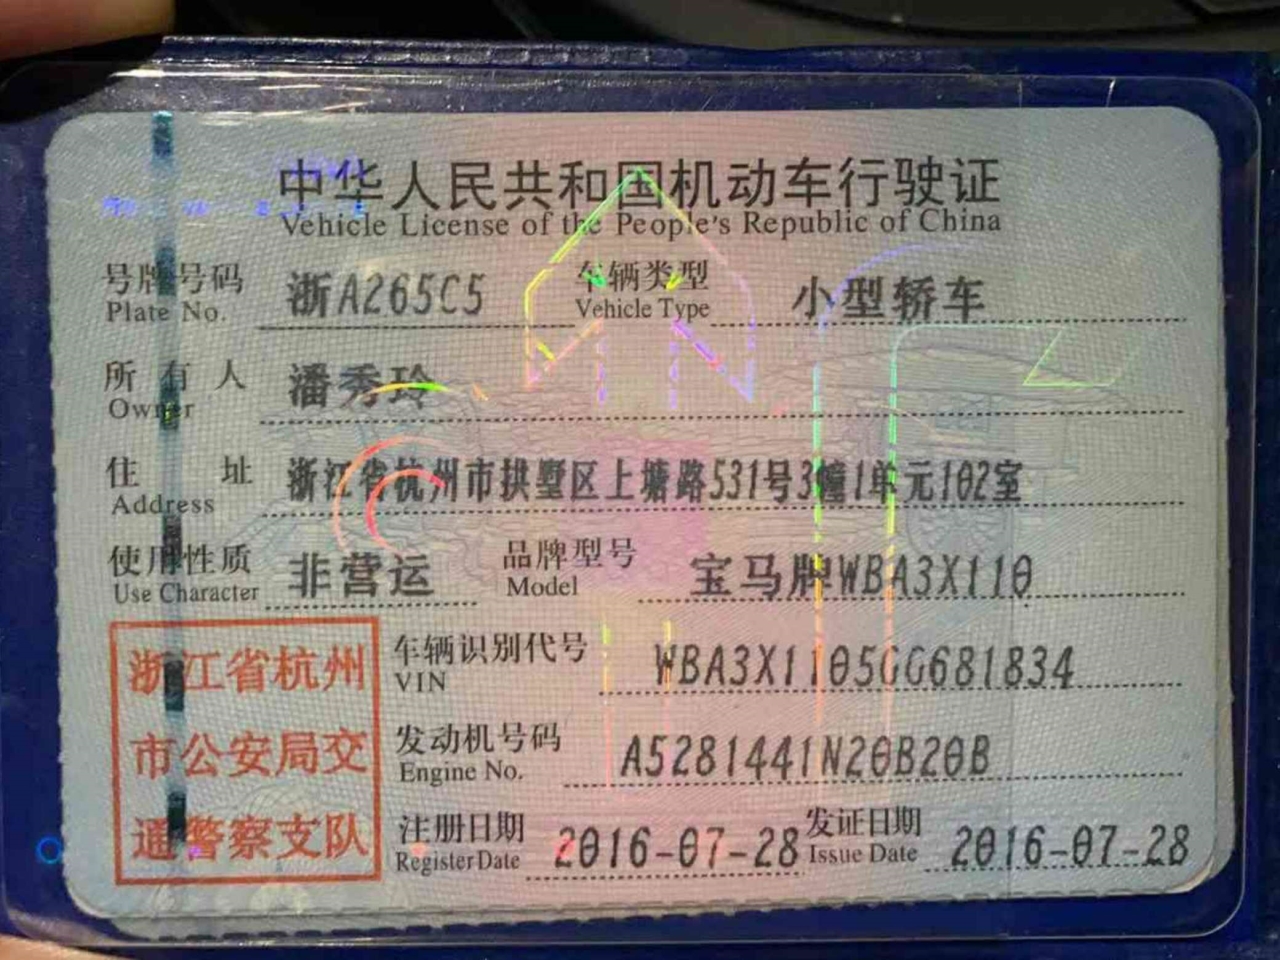 中华人民共和国机动车行驶证
Vehicle License of the People's Republic of China
号牌号码 浙A265C5 车辆类型 小型轿车
Plate No. Vehicle Type
所有人 潘秀玲
Owner
住址 浙江省杭州市拱墅区上塘路531号3幢1单元102室
Address
使用性质 非营运 品牌型号 宝马牌WBA3X110
Use Character Model
浙江省杭州
市公安局交
通警察支队
车辆识别代号 WBA3X1105GG681834
VIN
发动机号码 A5281441N20B20B
Engine No.
注册日期 2016-07-28 发证日期 2016-07-28
Register Date Issue Date